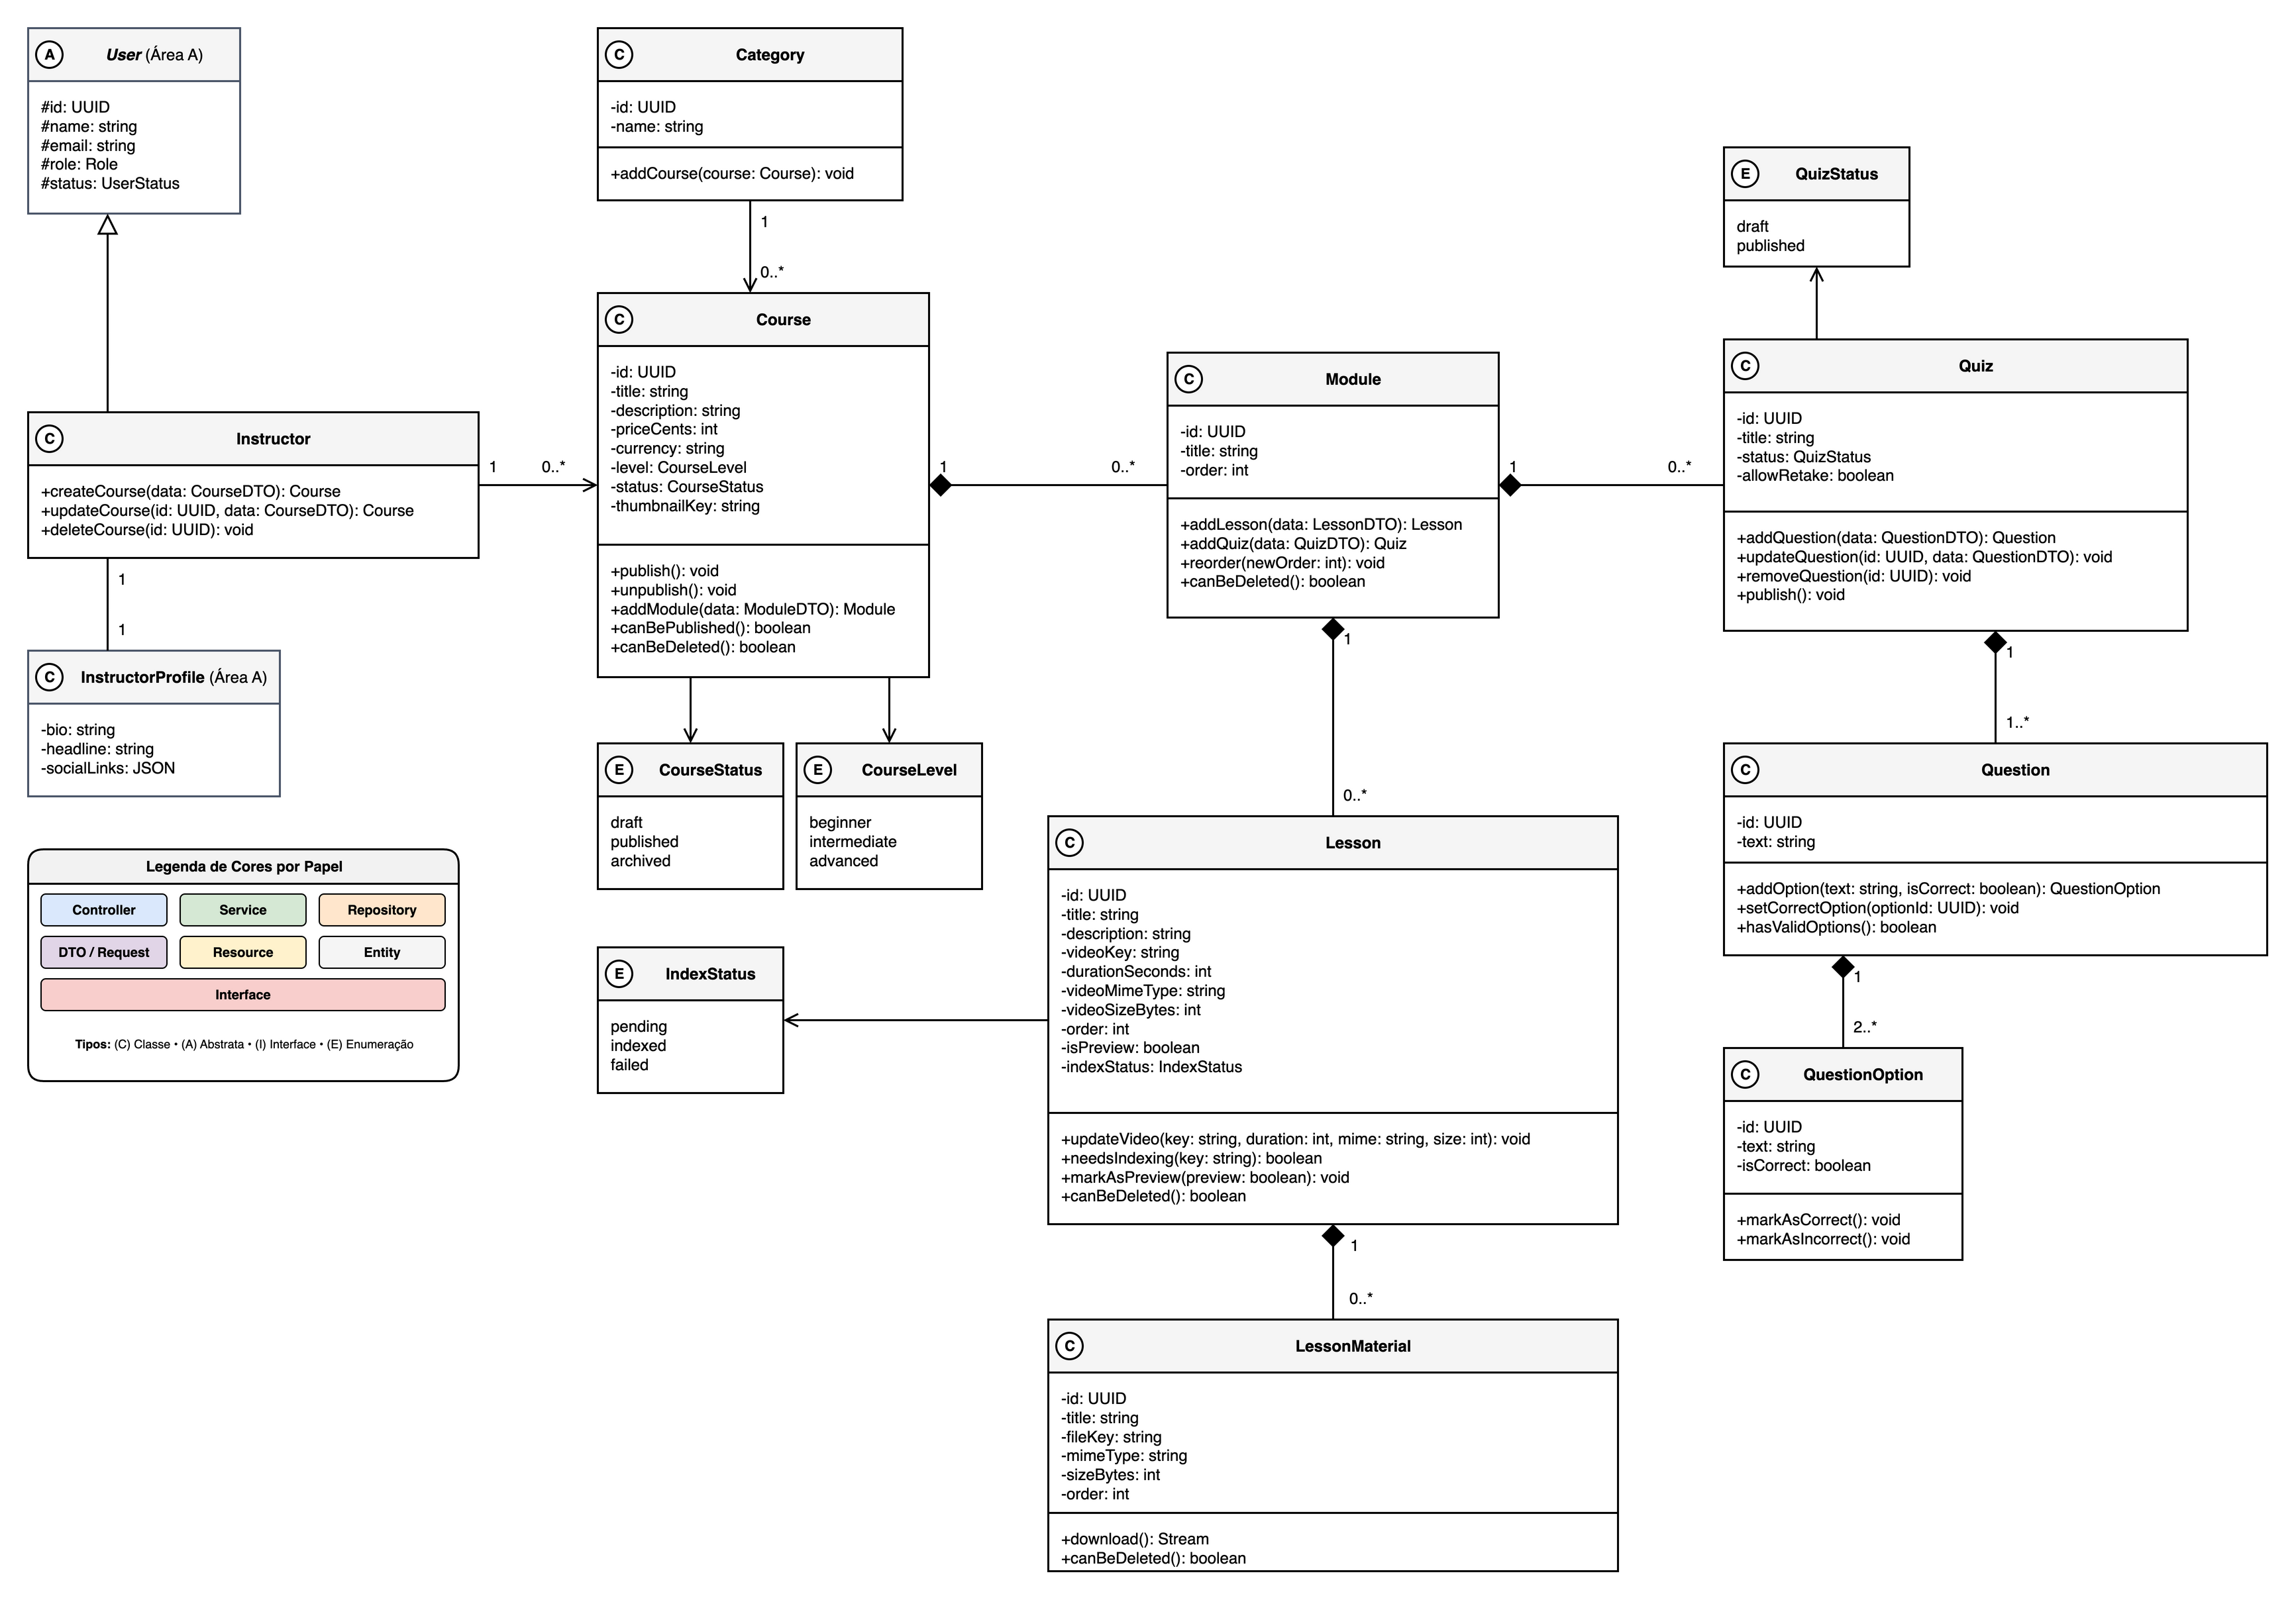 A
User (Área A)
#id: UUID
#name: string
#email: string
#role: Role
#status: UserStatus
C
Category
-id: UUID
-name: string
+addCourse(course: Course): void
1
0..*
E
QuizStatus
draft
published
C
Course
-id: UUID
-title: string
-description: string
-priceCents: int
-currency: string
-level: CourseLevel
-status: CourseStatus
-thumbnailKey: string
+publish(): void
+unpublish(): void
+addModule(data: ModuleDTO): Module
+canBePublished(): boolean
+canBeDeleted(): boolean
C
Module
-id: UUID
-title: string
-order: int
+addLesson(data: LessonDTO): Lesson
+addQuiz(data: QuizDTO): Quiz
+reorder(newOrder: int): void
+canBeDeleted(): boolean
C
Quiz
-id: UUID
-title: string
-status: QuizStatus
-allowRetake: boolean
+addQuestion(data: QuestionDTO): Question
+updateQuestion(id: UUID, data: QuestionDTO): void
+removeQuestion(id: UUID): void
+publish(): void
C
Instructor
+createCourse(data: CourseDTO): Course
+updateCourse(id: UUID, data: CourseDTO): Course
+deleteCourse(id: UUID): void
1
0..*
1
0..*
1
0..*
1
1
C
InstructorProfile (Área A)
-bio: string
-headline: string
-socialLinks: JSON
1
0..*
1
1..*
E
CourseStatus
draft
published
archived
E
CourseLevel
beginner
intermediate
advanced
C
Question
-id: UUID
-text: string
+addOption(text: string, isCorrect: boolean): QuestionOption
+setCorrectOption(optionId: UUID): void
+hasValidOptions(): boolean
Legenda de Cores por Papel
Controller
Service
Repository
DTO / Request
Resource
Entity
Interface
Tipos: (C) Classe • (A) Abstrata • (I) Interface • (E) Enumeração
C
Lesson
-id: UUID
-title: string
-description: string
-videoKey: string
-durationSeconds: int
-videoMimeType: string
-videoSizeBytes: int
-order: int
-isPreview: boolean
-indexStatus: IndexStatus
+updateVideo(key: string, duration: int, mime: string, size: int): void
+needsIndexing(key: string): boolean
+markAsPreview(preview: boolean): void
+canBeDeleted(): boolean
E
IndexStatus
pending
indexed
failed
1
2..*
C
QuestionOption
-id: UUID
-text: string
-isCorrect: boolean
+markAsCorrect(): void
+markAsIncorrect(): void
1
0..*
C
LessonMaterial
-id: UUID
-title: string
-fileKey: string
-mimeType: string
-sizeBytes: int
-order: int
+download(): Stream
+canBeDeleted(): boolean